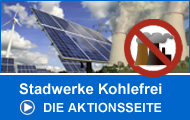 Stadwerke Kohlefrei
DIE AKTIONSSEITE